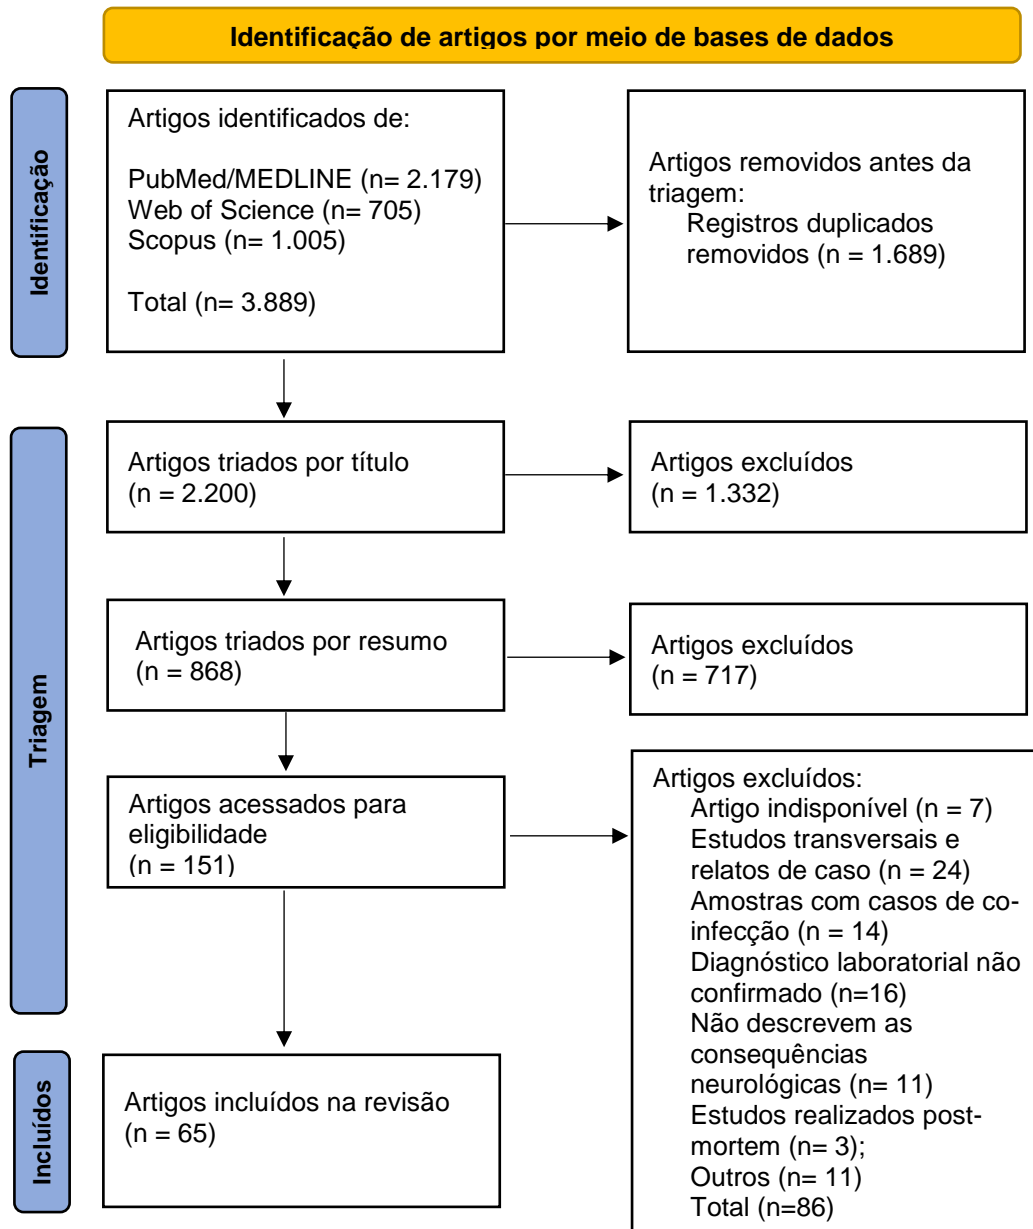 Identificação de artigos por meio de bases de dados
Identificação
Artigos identificados de:
PubMed/MEDLINE (n= 2.179)
Web of Science (n= 705)
Scopus (n= 1.005)
Total (n= 3.889)
Artigos removidos antes da
triagem:
Registros duplicados
removidos (n = 1.689)
Triagem
Artigos triados por título
(n = 2.200)
Artigos excluídos
(n = 1.332)
Artigos triados por resumo
(n = 868)
Artigos excluídos
(n = 717)
Artigos acessados para
eligibilidade
(n = 151)
Artigos excluídos:
Artigo indisponível (n = 7)
Estudos transversais e
relatos de caso (n = 24)
Amostras com casos de co-
infecção (n = 14)
Diagnóstico laboratorial não
confirmado (n=16)
Não descrevem as
consequências
neurológicas (n= 11)
Estudos realizados post-
mortem (n= 3);
Outros (n= 11)
Total (n=86)
Incluídos
Artigos incluídos na revisão
(n = 65)